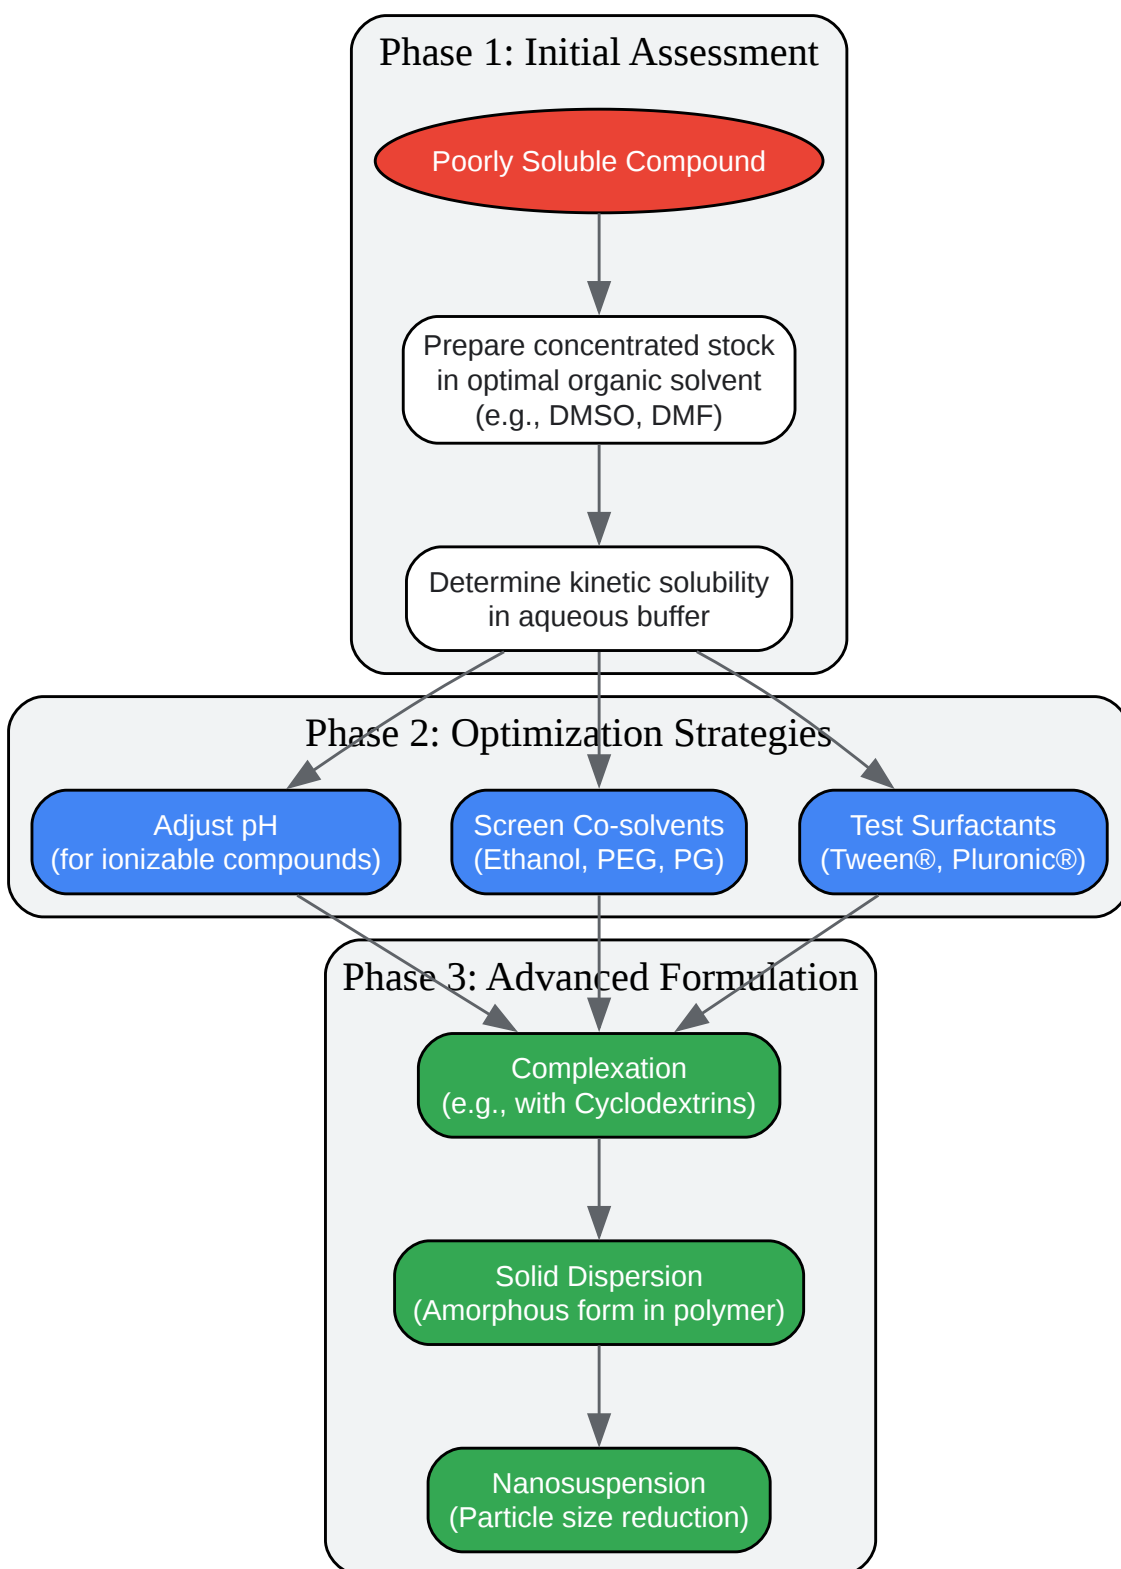 Phase 1: Initial Assessment
Poorly Soluble Compound
Prepare concentrated stock
in optimal organic solvent
(e.g., DMSO, DMF)
Determine kinetic solubility
in aqueous buffer
Phase 2: Optimization Strategies
Adjust pH
(for ionizable compounds)
Screen Co-solvents
(Ethanol, PEG, PG)
Test Surfactants
(Tween®, Pluronic®)
Phase 3: Advanced Formulation
Complexation
(e.g., with Cyclodextrins)
Solid Dispersion
(Amorphous form in polymer)
Nanosuspension
(Particle size reduction)